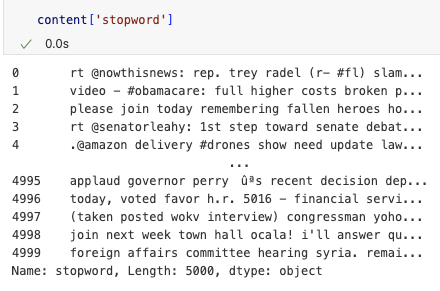 content['stopword']
✓ 0.0s
0 rt @nowthisnews: rep. trey radel (r- #fl) slam...
1 video - #obamacare: full higher costs broken p...
2 please join today remembering fallen heroes ho...
3 rt @senatorleahy: 1st step toward senate debat...
4 .@amazon delivery #drones show need update law...
...
4995 applaud governor perry ûªs recent decision dep...
4996 today, voted favor h.r. 5016 - financial servi...
4997 (taken posted wokv interview) congressman yoho...
4998 join next week town hall ocala! i'll answer qu...
4999 foreign affairs committee hearing syria. remai...
Name: stopword, Length: 5000, dtype: object